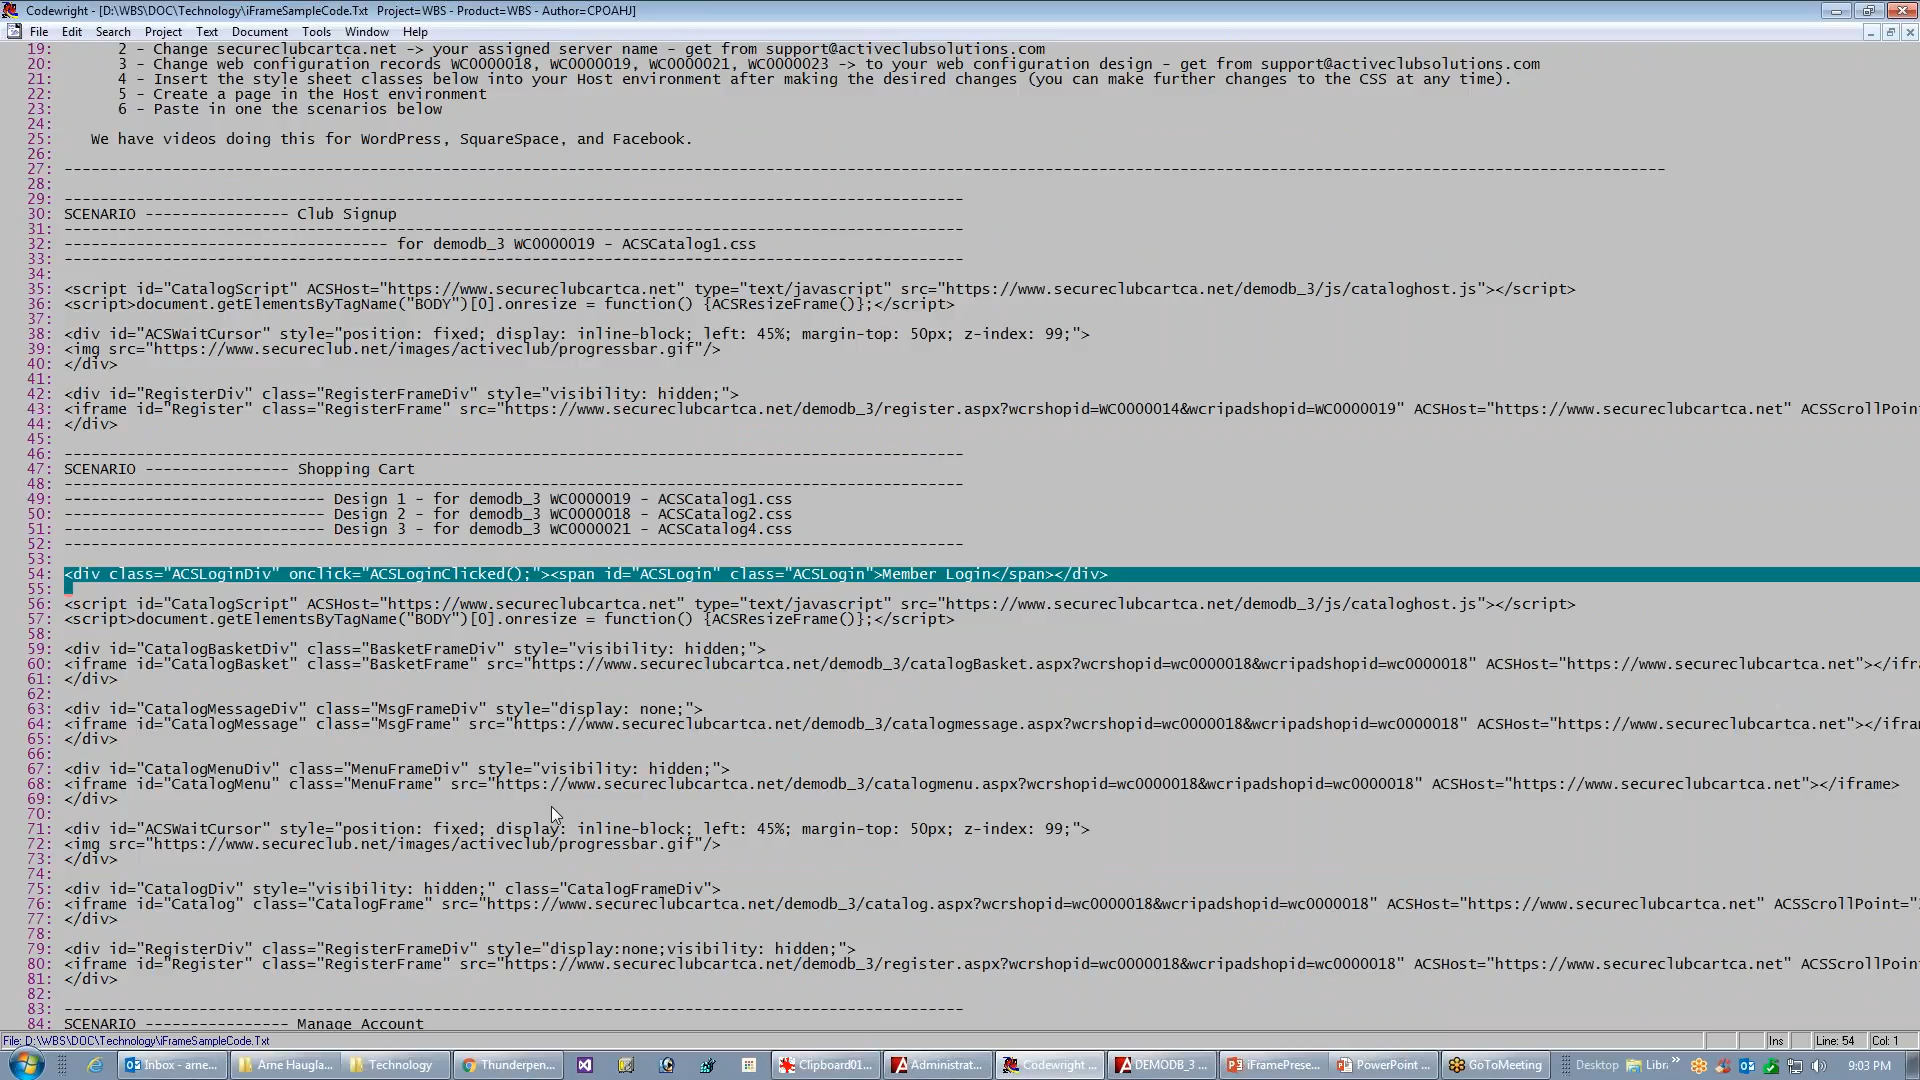 Codewright - [D:\WBS\DOC\Technology\iFrameSampleCode.Txt   Project=WBS - Product=WBS - Author=CPOAHJ]
File Edit Search Project Text Document Tools Window Help
19:       2 - Change secureclubcartca.net -> your assigned server name - get from support@activeclubsolutions.com
20:       3 - Change web configuration records WC0000018, WC0000019, WC0000021, WC0000023 -> to your web configuration design - get from support@activeclubsolutions.com
21:       4 - Insert the style sheet classes below into your Host environment after making the desired changes (you can make further changes to the CSS at any time).
22:       5 - Create a page in the Host environment
23:       6 - Paste in one the scenarios below
24:
25:    We have videos doing this for WordPress, SquareSpace, and Facebook.
26:
27: ----------------------------------------------------------------------------------------------------------------------------------------------------------------------------------
28:
29: ----------------------------------------------------------------------------------------------------
30: SCENARIO ---------------- Club Signup
31: ----------------------------------------------------------------------------------------------------
32: ------------------------------------ for demodb_3 WC0000019 - ACSCatalog1.css
33: ----------------------------------------------------------------------------------------------------
34:
35: <script id="CatalogScript" ACSHost="https://www.secureclubcartca.net" type="text/javascript" src="https://www.secureclubcartca.net/demodb_3/js/cataloghost.js"></script>
36: <script>document.getElementsByTagName("BODY")[0].onresize = function() {ACSResizeFrame()};</script>
37:
38: <div id="ACSWaitCursor" style="position: fixed; display: inline-block; left: 45%; margin-top: 50px; z-index: 99;">
39: <img src="https://www.secureclub.net/images/activeclub/progressbar.gif"/>
40: </div>
41:
42: <div id="RegisterDiv" class="RegisterFrameDiv" style="visibility: hidden;">
43: <iframe id="Register" class="RegisterFrame" src="https://www.secureclubcartca.net/demodb_3/register.aspx?wcrshopid=WC0000014&wcripadshopid=WC0000019" ACSHost="https://www.secureclubcartca.net" ACSScrollPoin
44: </div>
45:
46: ----------------------------------------------------------------------------------------------------
47: SCENARIO ---------------- Shopping Cart
48: ----------------------------------------------------------------------------------------------------
49: ----------------------------- Design 1 - for demodb_3 WC0000019 - ACSCatalog1.css
50: ----------------------------- Design 2 - for demodb_3 WC0000018 - ACSCatalog2.css
51: ----------------------------- Design 3 - for demodb_3 WC0000021 - ACSCatalog4.css
52: ----------------------------------------------------------------------------------------------------
53:
54: <div class="ACSLoginDiv" onclick="ACSLoginClicked();"><span id="ACSLogin" class="ACSLogin">Member Login</span></div>
55:
56: <script id="CatalogScript" ACSHost="https://www.secureclubcartca.net" type="text/javascript" src="https://www.secureclubcartca.net/demodb_3/js/cataloghost.js"></script>
57: <script>document.getElementsByTagName("BODY")[0].onresize = function() {ACSResizeFrame()};</script>
58:
59: <div id="CatalogBasketDiv" class="BasketFrameDiv" style="visibility: hidden;">
60: <iframe id="CatalogBasket" class="BasketFrame" src="https://www.secureclubcartca.net/demodb_3/catalogBasket.aspx?wcrshopid=wc0000018&wcripadshopid=wc0000018" ACSHost="https://www.secureclubcartca.net"></ifra
61: </div>
62:
63: <div id="CatalogMessageDiv" class="MsgFrameDiv" style="display: none;">
64: <iframe id="CatalogMessage" class="MsgFrame" src="https://www.secureclubcartca.net/demodb_3/catalogmessage.aspx?wcrshopid=wc0000018&wcripadshopid=wc0000018" ACSHost="https://www.secureclubcartca.net"></ifra
65: </div>
66:
67: <div id="CatalogMenuDiv" class="MenuFrameDiv" style="visibility: hidden;">
68: <iframe id="CatalogMenu" class="MenuFrame" src="https://www.secureclubcartca.net/demodb_3/catalogmenu.aspx?wcrshopid=wc0000018&wcripadshopid=wc0000018" ACSHost="https://www.secureclubcartca.net"></iframe>
69: </div>
70:
71: <div id="ACSWaitCursor" style="position: fixed; display: inline-block; left: 45%; margin-top: 50px; z-index: 99;">
72: <img src="https://www.secureclub.net/images/activeclub/progressbar.gif"/>
73: </div>
74:
75: <div id="CatalogDiv" style="visibility: hidden;" class="CatalogFrameDiv">
76: <iframe id="Catalog" class="CatalogFrame" src="https://www.secureclubcartca.net/demodb_3/catalog.aspx?wcrshopid=wc0000018&wcripadshopid=wc0000018" ACSHost="https://www.secureclubcartca.net" ACSScrollPoint="
77: </div>
78:
79: <div id="RegisterDiv" class="RegisterFrameDiv" style="display:none;visibility: hidden;">
80: <iframe id="Register" class="RegisterFrame" src="https://www.secureclubcartca.net/demodb_3/register.aspx?wcrshopid=wc0000018&wcripadshopid=wc0000018" ACSHost="https://www.secureclubcartca.net" ACSScrollPoin
81: </div>
82:
83: ----------------------------------------------------------------------------------------------------
84: SCENARIO ---------------- Manage Account
File: D:\WBS\DOC\Technology\iFrameSampleCode.Txt Ins Line: 54 Col: 1
Inbox - arne... Arne Haugla... Technology Thunderpen... Clipboard01... Administrat... Codewright ... DEMODB_3 ... iFramePrese... PowerPoint ... GoToMeeting Desktop Libr » 9:03 PM